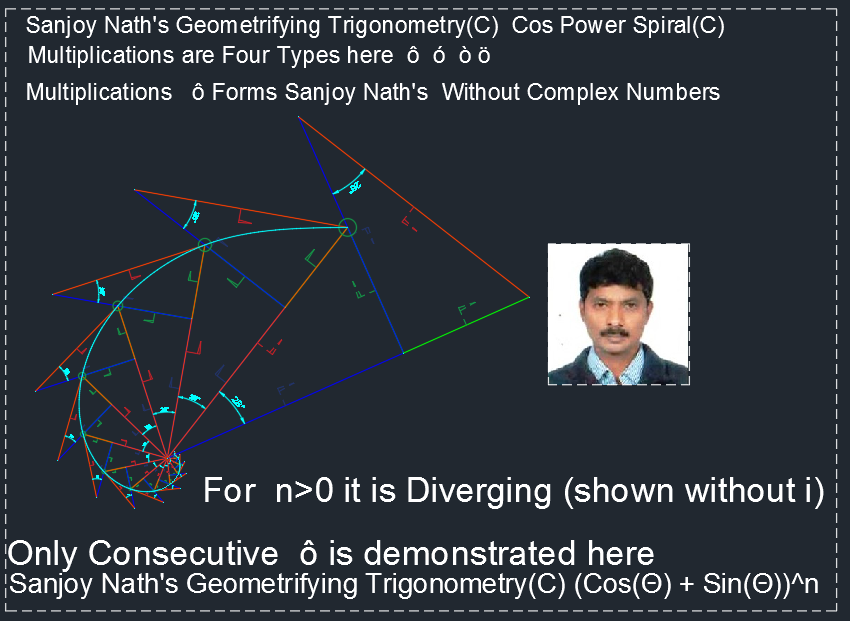 Sanjoy Nath's Geometrifying Trigonometry(C) Cos Power Spiral(C)
Multiplications are Four Types here ô ó ò ö
Multiplications ô Forms Sanjoy Nath's Without Complex Numbers
For n>0 it is Diverging (shown without i)
Only Consecutive ô is demonstrated here
Sanjoy Nath's Geometrifying Trigonometry(C) (Cos(Θ) + Sin(Θ))^n